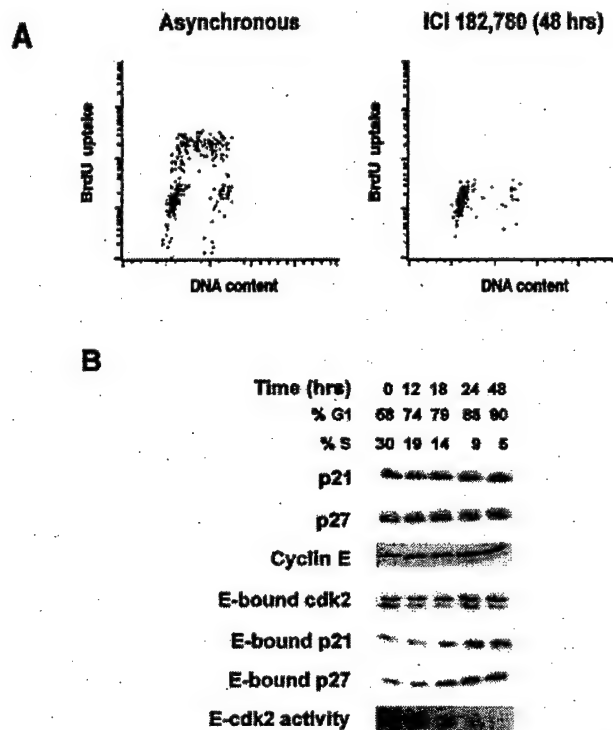 A
Asynchronous
ICI 182,780 (48 hrs)
BrdU uptake
DNA content
BrdU uptake
DNA content
B
Time (hrs) 0 12 18 24 48
% G1 58 74 79 85 90
% S 30 19 14 9 5
p21
p27
Cyclin E
E-bound cdk2
E-bound p21
E-bound p27
E-cdk2 activity